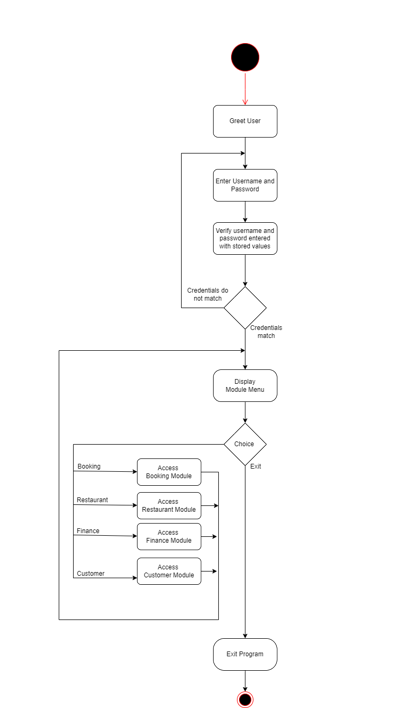 Greet User
Enter Username and
Password
Verify username and
password entered
with stored values
Credentials do
not match
Credentials
match
Display
Module Menu
Choice
Exit
Booking
Access
Booking Module
Restaurant
Access
Restaurant Module
Finance
Access
Finance Module
Customer
Access
Customer Module
Exit Program